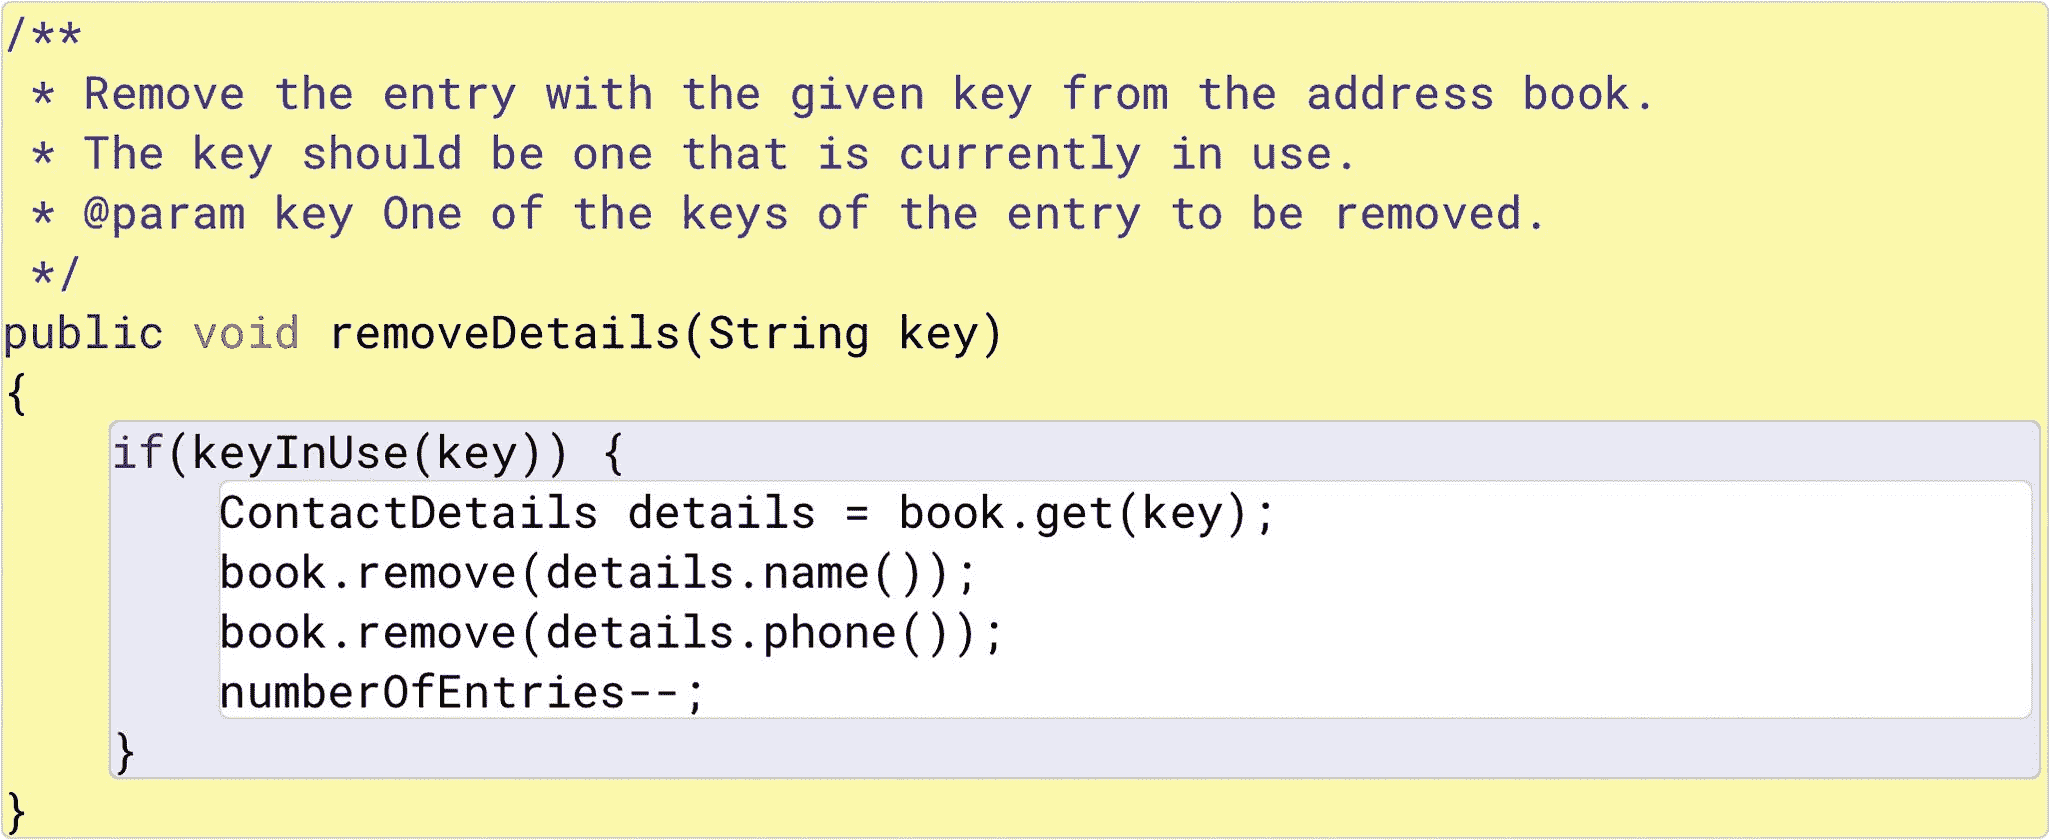 /**
 * Remove the entry with the given key from the address book.
 * The key should be one that is currently in use.
 * @param key One of the keys of the entry to be removed.
 */
public void removeDetails(String key)
{
    if(keyInUse(key)) {
        ContactDetails details = book.get(key);
        book.remove(details.name());
        book.remove(details.phone());
        numberOfEntries--;
    }
}